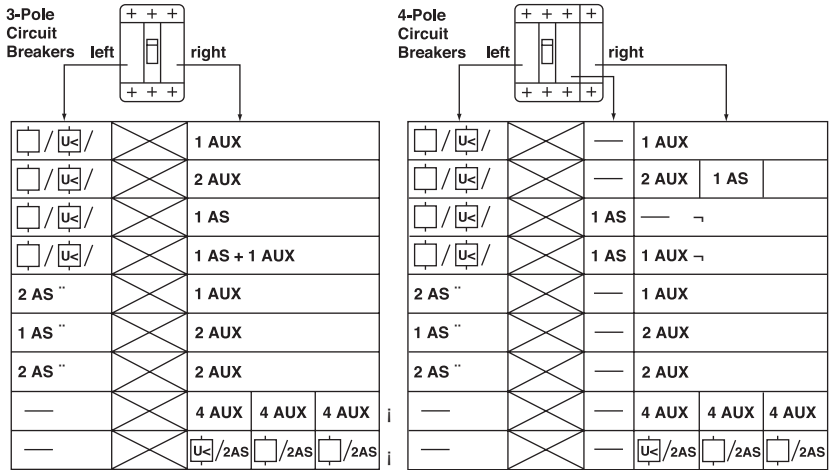 3-Pole
Circuit
Breakers left right
+ + +
+ + +
U< 1 AUX
U< 2 AUX
U< 1 AS
U< 1 AS + 1 AUX
2 AS ¨ 1 AUX
1 AS ¨ 2 AUX
2 AS ¨ 2 AUX
— 4 AUX 4 AUX 4 AUX ¡
— U< /2AS /2AS /2AS ¡
4-Pole
Circuit
Breakers left right
+ + + +
+ + + +
U< — 1 AUX
U< — 2 AUX 1 AS
U< 1 AS — ¬
U< 1 AS 1 AUX ¬
2 AS ¨ — 1 AUX
1 AS ¨ — 2 AUX
2 AS ¨ — 2 AUX
— — 4 AUX 4 AUX 4 AUX
— — U< /2AS /2AS /2AS